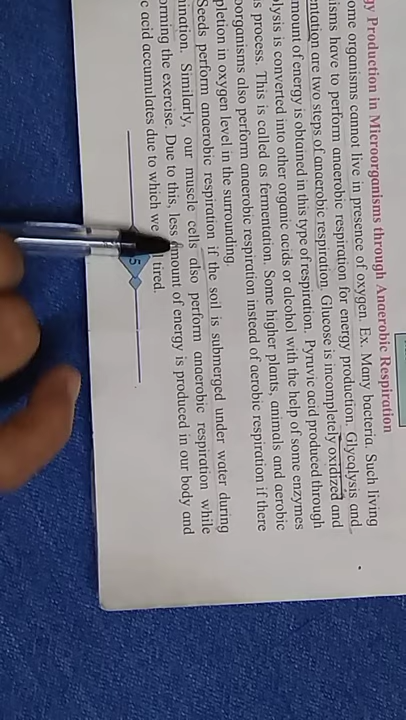 gy Production in Microorganisms through Anaerobic Respiration
ome organisms cannot live in presence of oxygen. Ex. Many bacteria. Such living
isms have to perform anaerobic respiration for energy production. Glycolysis and
entation are two steps of anaerobic respiration. Glucose is incompletely oxidized and
mount of energy is obtained in this type of respiration. Pyruvic acid produced through
lysis is converted into other organic acids or alcohol with the help of some enzymes
is process. This is called as fermentation. Some higher plants, animals and aerobic
organisms also perform anaerobic respiration instead of aerobic respiration if there
pletion in oxygen level in the surrounding.
Seeds perform anaerobic respiration if the soil is submerged under water during
ination. Similarly, our muscle cells also perform anaerobic respiration while
orming the exercise. Due to this, less amount of energy is produced in our body and
c acid accumulates due to which we tired.
5